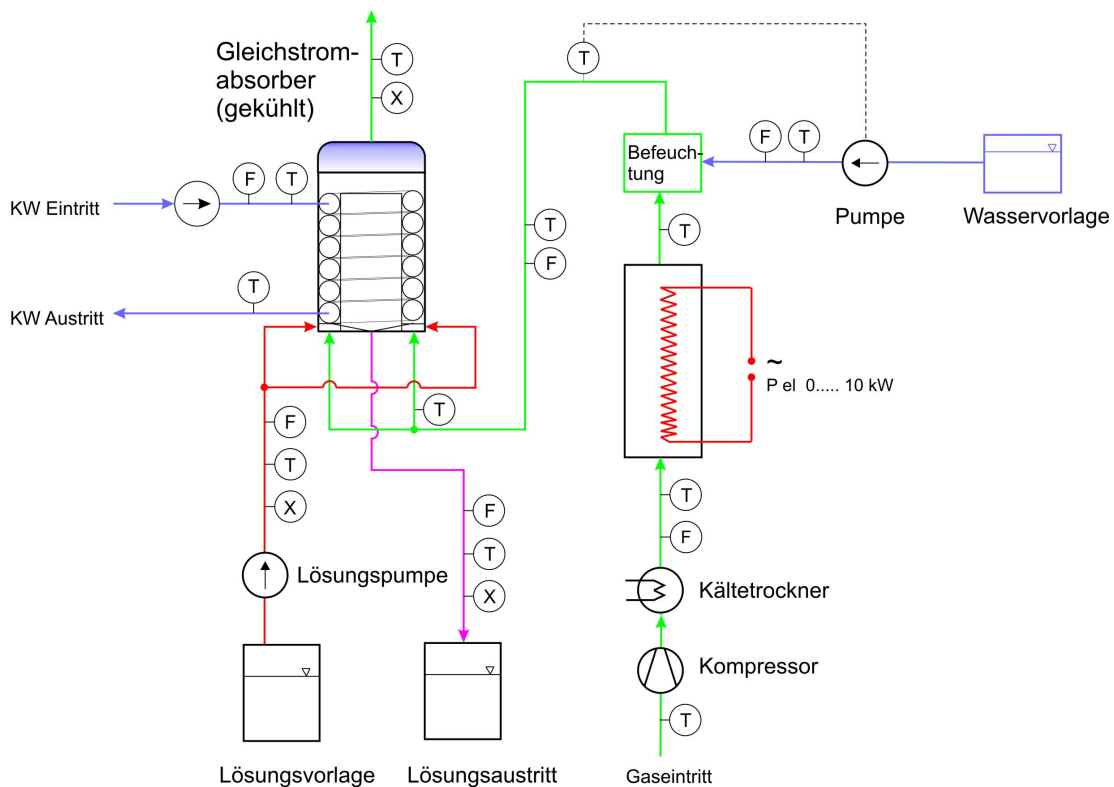 Gleichstrom-
absorber
(gekühlt)
T
X
T
Befeuch-
tung
F
T
Pumpe
Wasservorlage
KW Eintritt
F
T
T
F
T
KW Austritt
T
~
P el 0..... 10 kW
T
F
T
X
F
T
X
T
F
Lösungspumpe
Kältetrockner
Kompressor
T
Lösungsvorlage
Lösungsaustritt
Gaseintritt